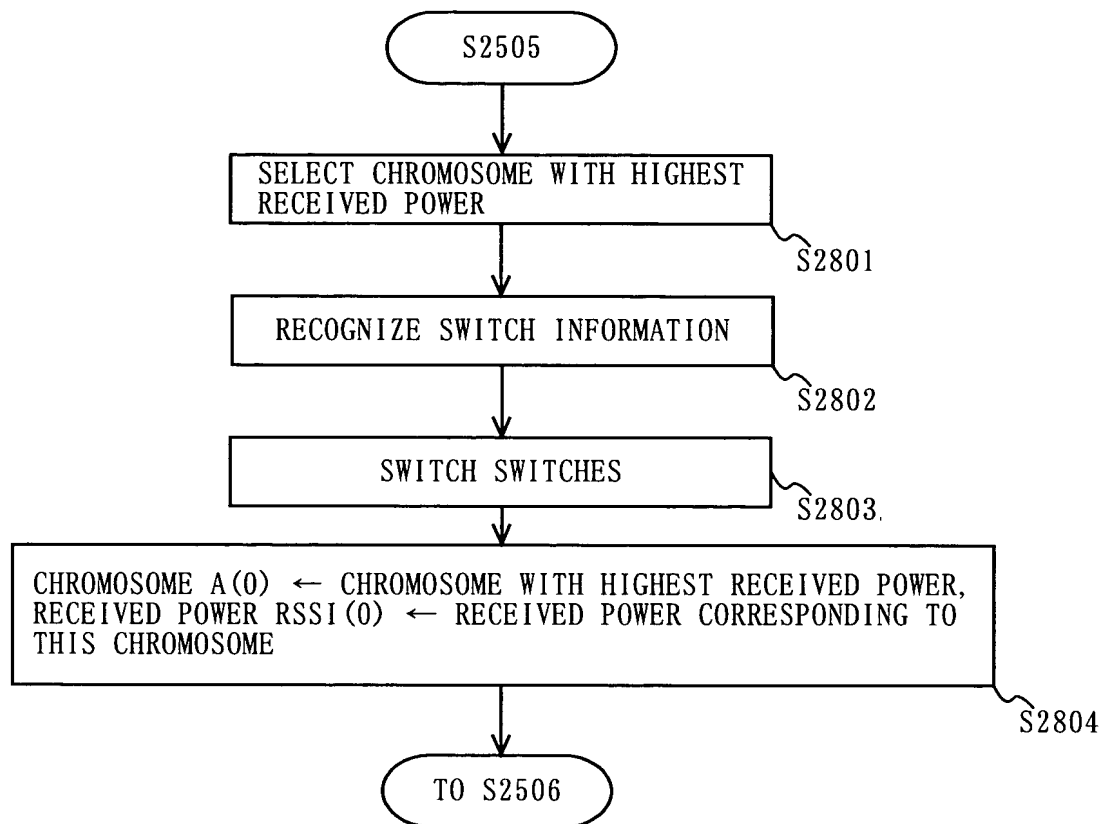 S2505
SELECT CHROMOSOME WITH HIGHEST
RECEIVED POWER
S2801
RECOGNIZE SWITCH INFORMATION
S2802
SWITCH SWITCHES
S2803
CHROMOSOME A(0) ← CHROMOSOME WITH HIGHEST RECEIVED POWER,
RECEIVED POWER RSSI(0) ← RECEIVED POWER CORRESPONDING TO
THIS CHROMOSOME
S2804
TO S2506